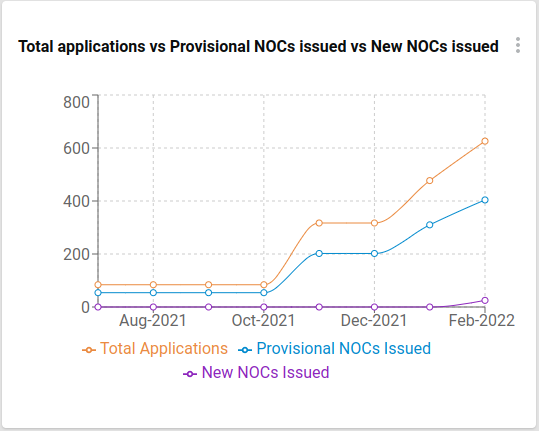 Total applications vs Provisional NOCs issued vs New NOCs issued
800
600
400
200
0
Aug-2021 Oct-2021 Dec-2021 Feb-2022
Total Applications Provisional NOCs Issued
New NOCs Issued